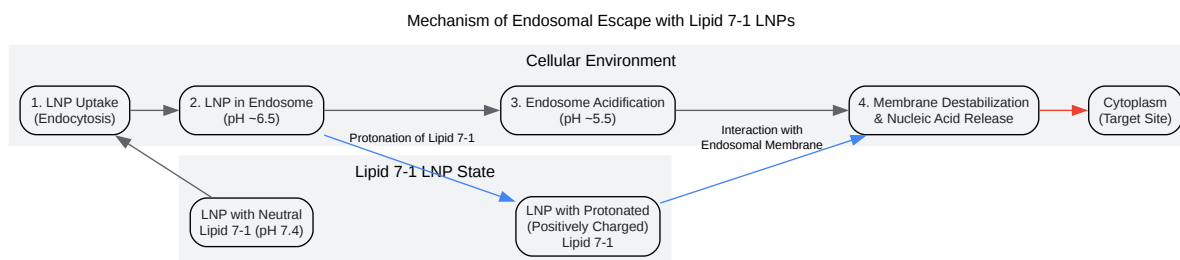 Mechanism of Endosomal Escape with Lipid 7-1 LNPs
Cellular Environment
1. LNP Uptake
(Endocytosis)
2. LNP in Endosome
(pH ~6.5)
3. Endosome Acidification
(pH ~5.5)
4. Membrane Destabilization
& Nucleic Acid Release
Cytoplasm
(Target Site)
Protonation of Lipid 7-1
Interaction with
Endosomal Membrane
Lipid 7-1 LNP State
LNP with Neutral
Lipid 7-1 (pH 7.4)
LNP with Protonated
(Positively Charged)
Lipid 7-1